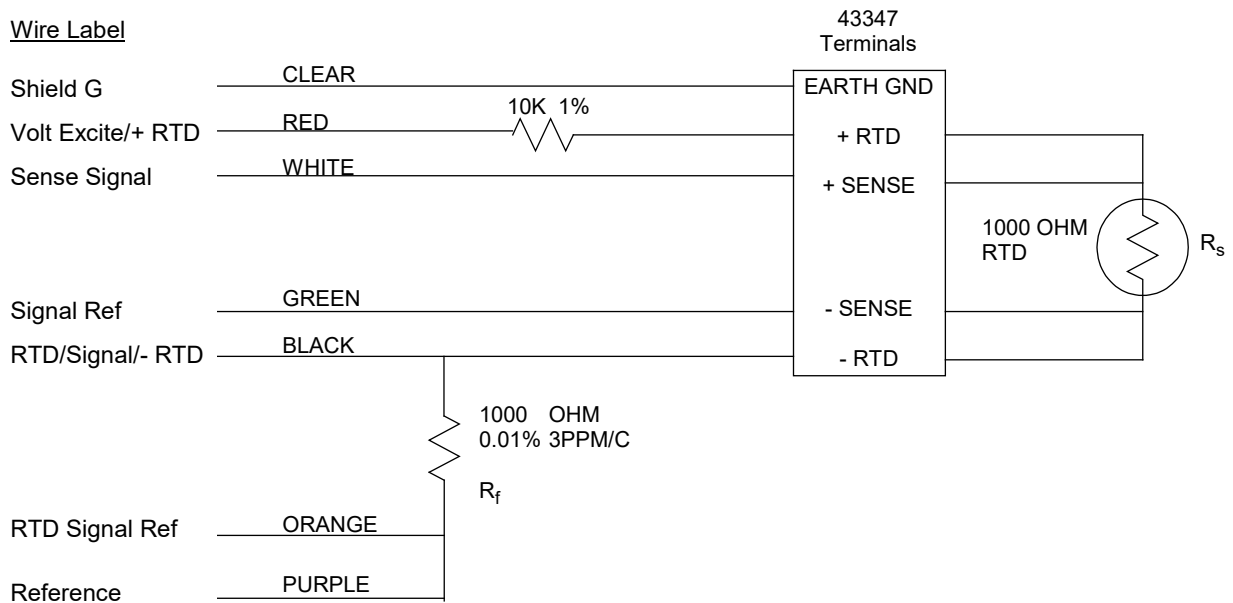 Wire Label
43347
Terminals
Shield G
CLEAR
EARTH GND
Volt Excite/+ RTD
RED
10K 1%
+ RTD
Sense Signal
WHITE
+ SENSE
1000 OHM
RTD
Rs
Signal Ref
GREEN
- SENSE
RTD/Signal/- RTD
BLACK
- RTD
1000 OHM
0.01% 3PPM/C
Rf
RTD Signal Ref
ORANGE
Reference
PURPLE